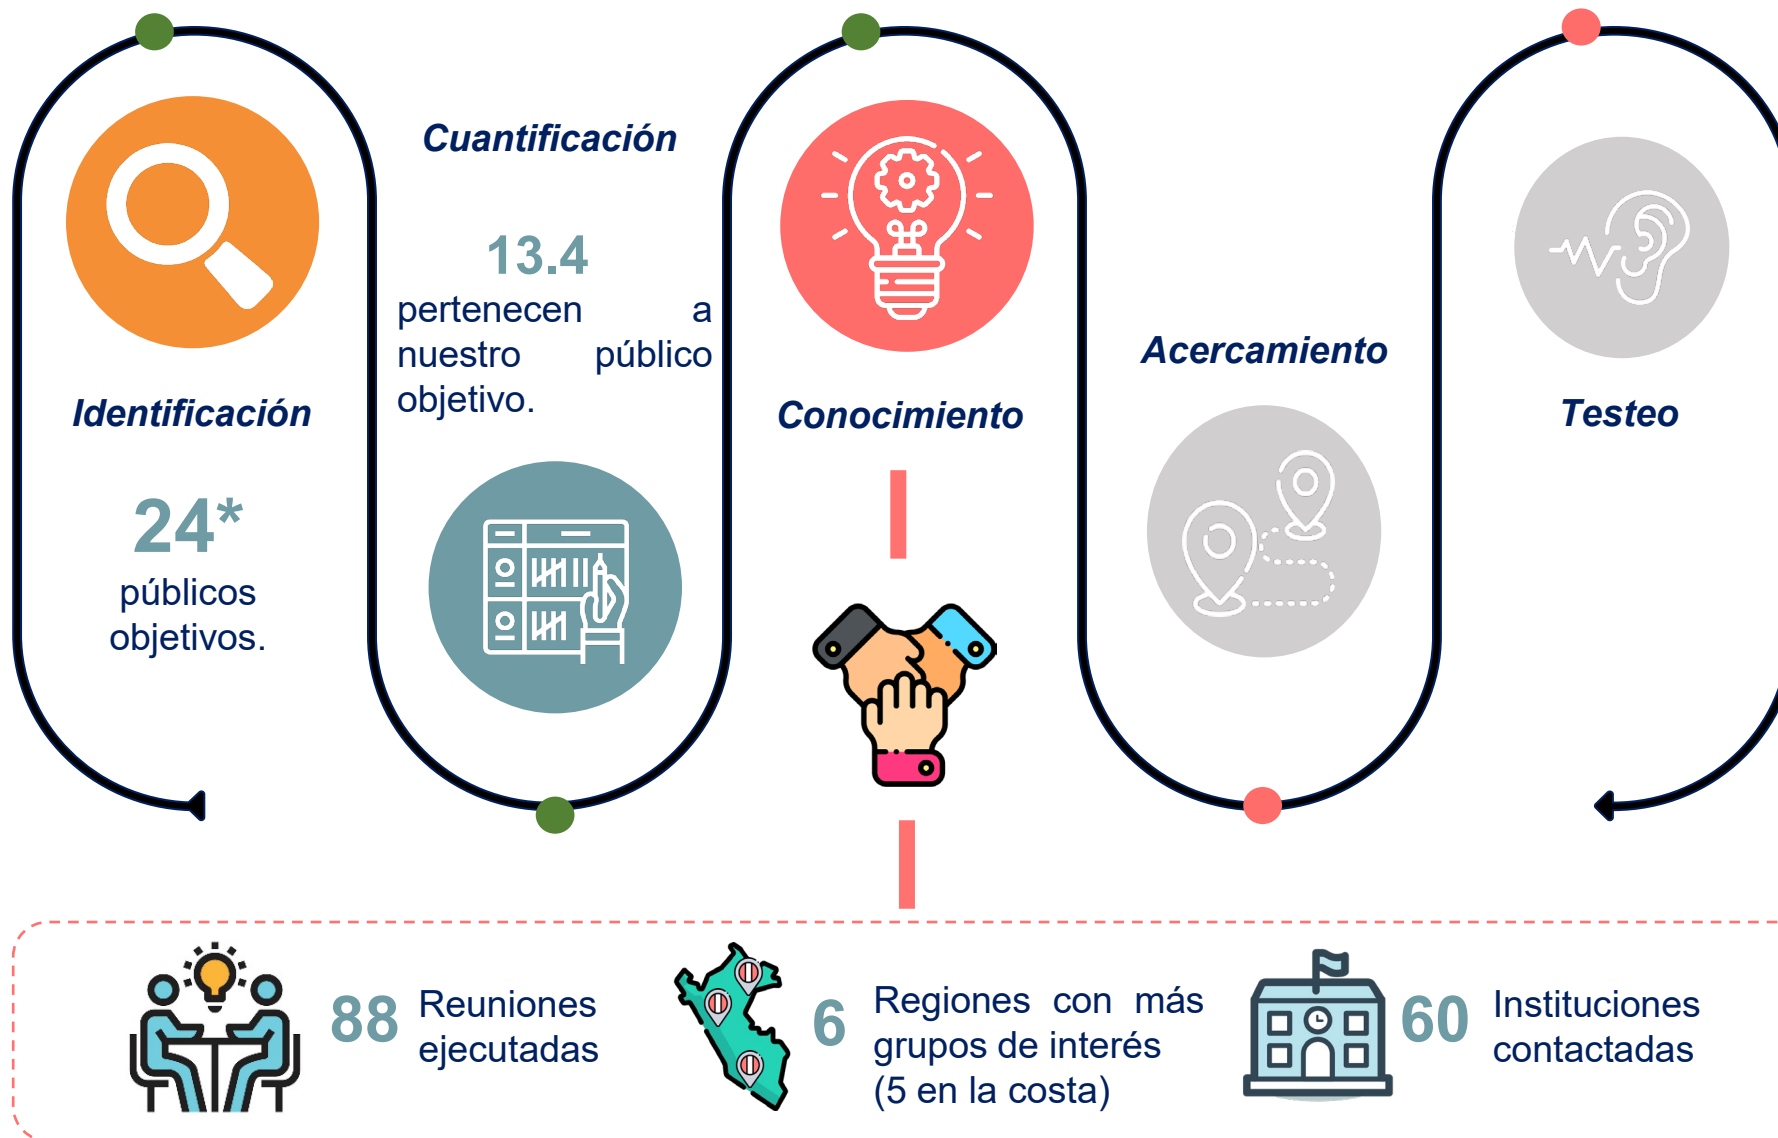 Identificación
24*
públicos
objetivos.
Cuantificación
13.4
pertenecen a
nuestro público
objetivo.
Conocimiento
Acercamiento
Testeo
88
Reuniones
ejecutadas
6
Regiones con más
grupos de interés
(5 en la costa)
60
Instituciones
contactadas